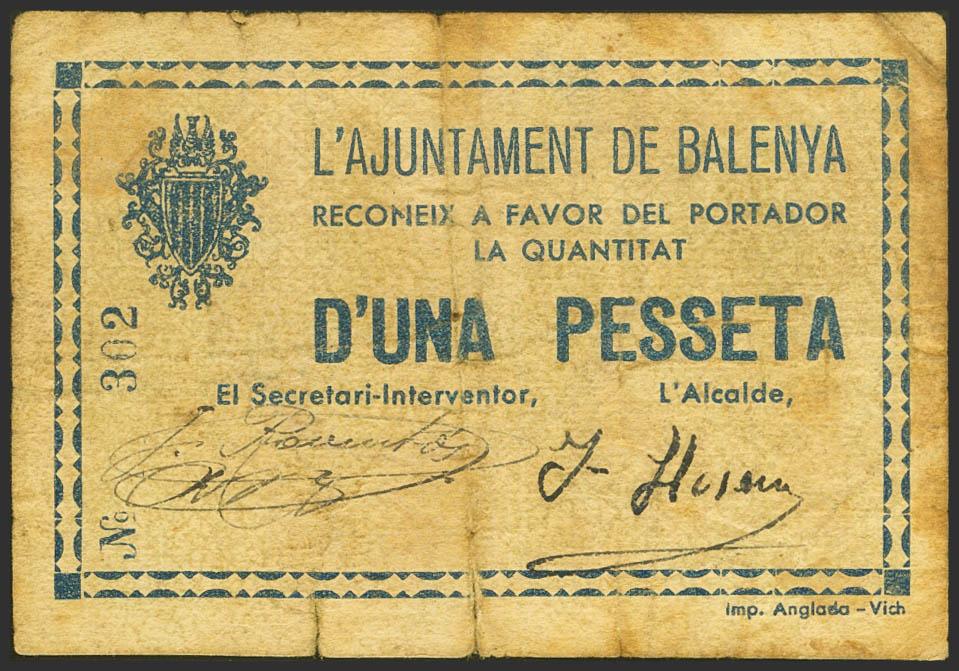 L'AJUNTAMENT DE BALENYA
RECONEIX A FAVOR DEL PORTADOR
LA QUANTITAT
D'UNA PESSETA
El Secretari-Interventor, L'Alcalde,
Nº 302
Imp. Anglada - Vich